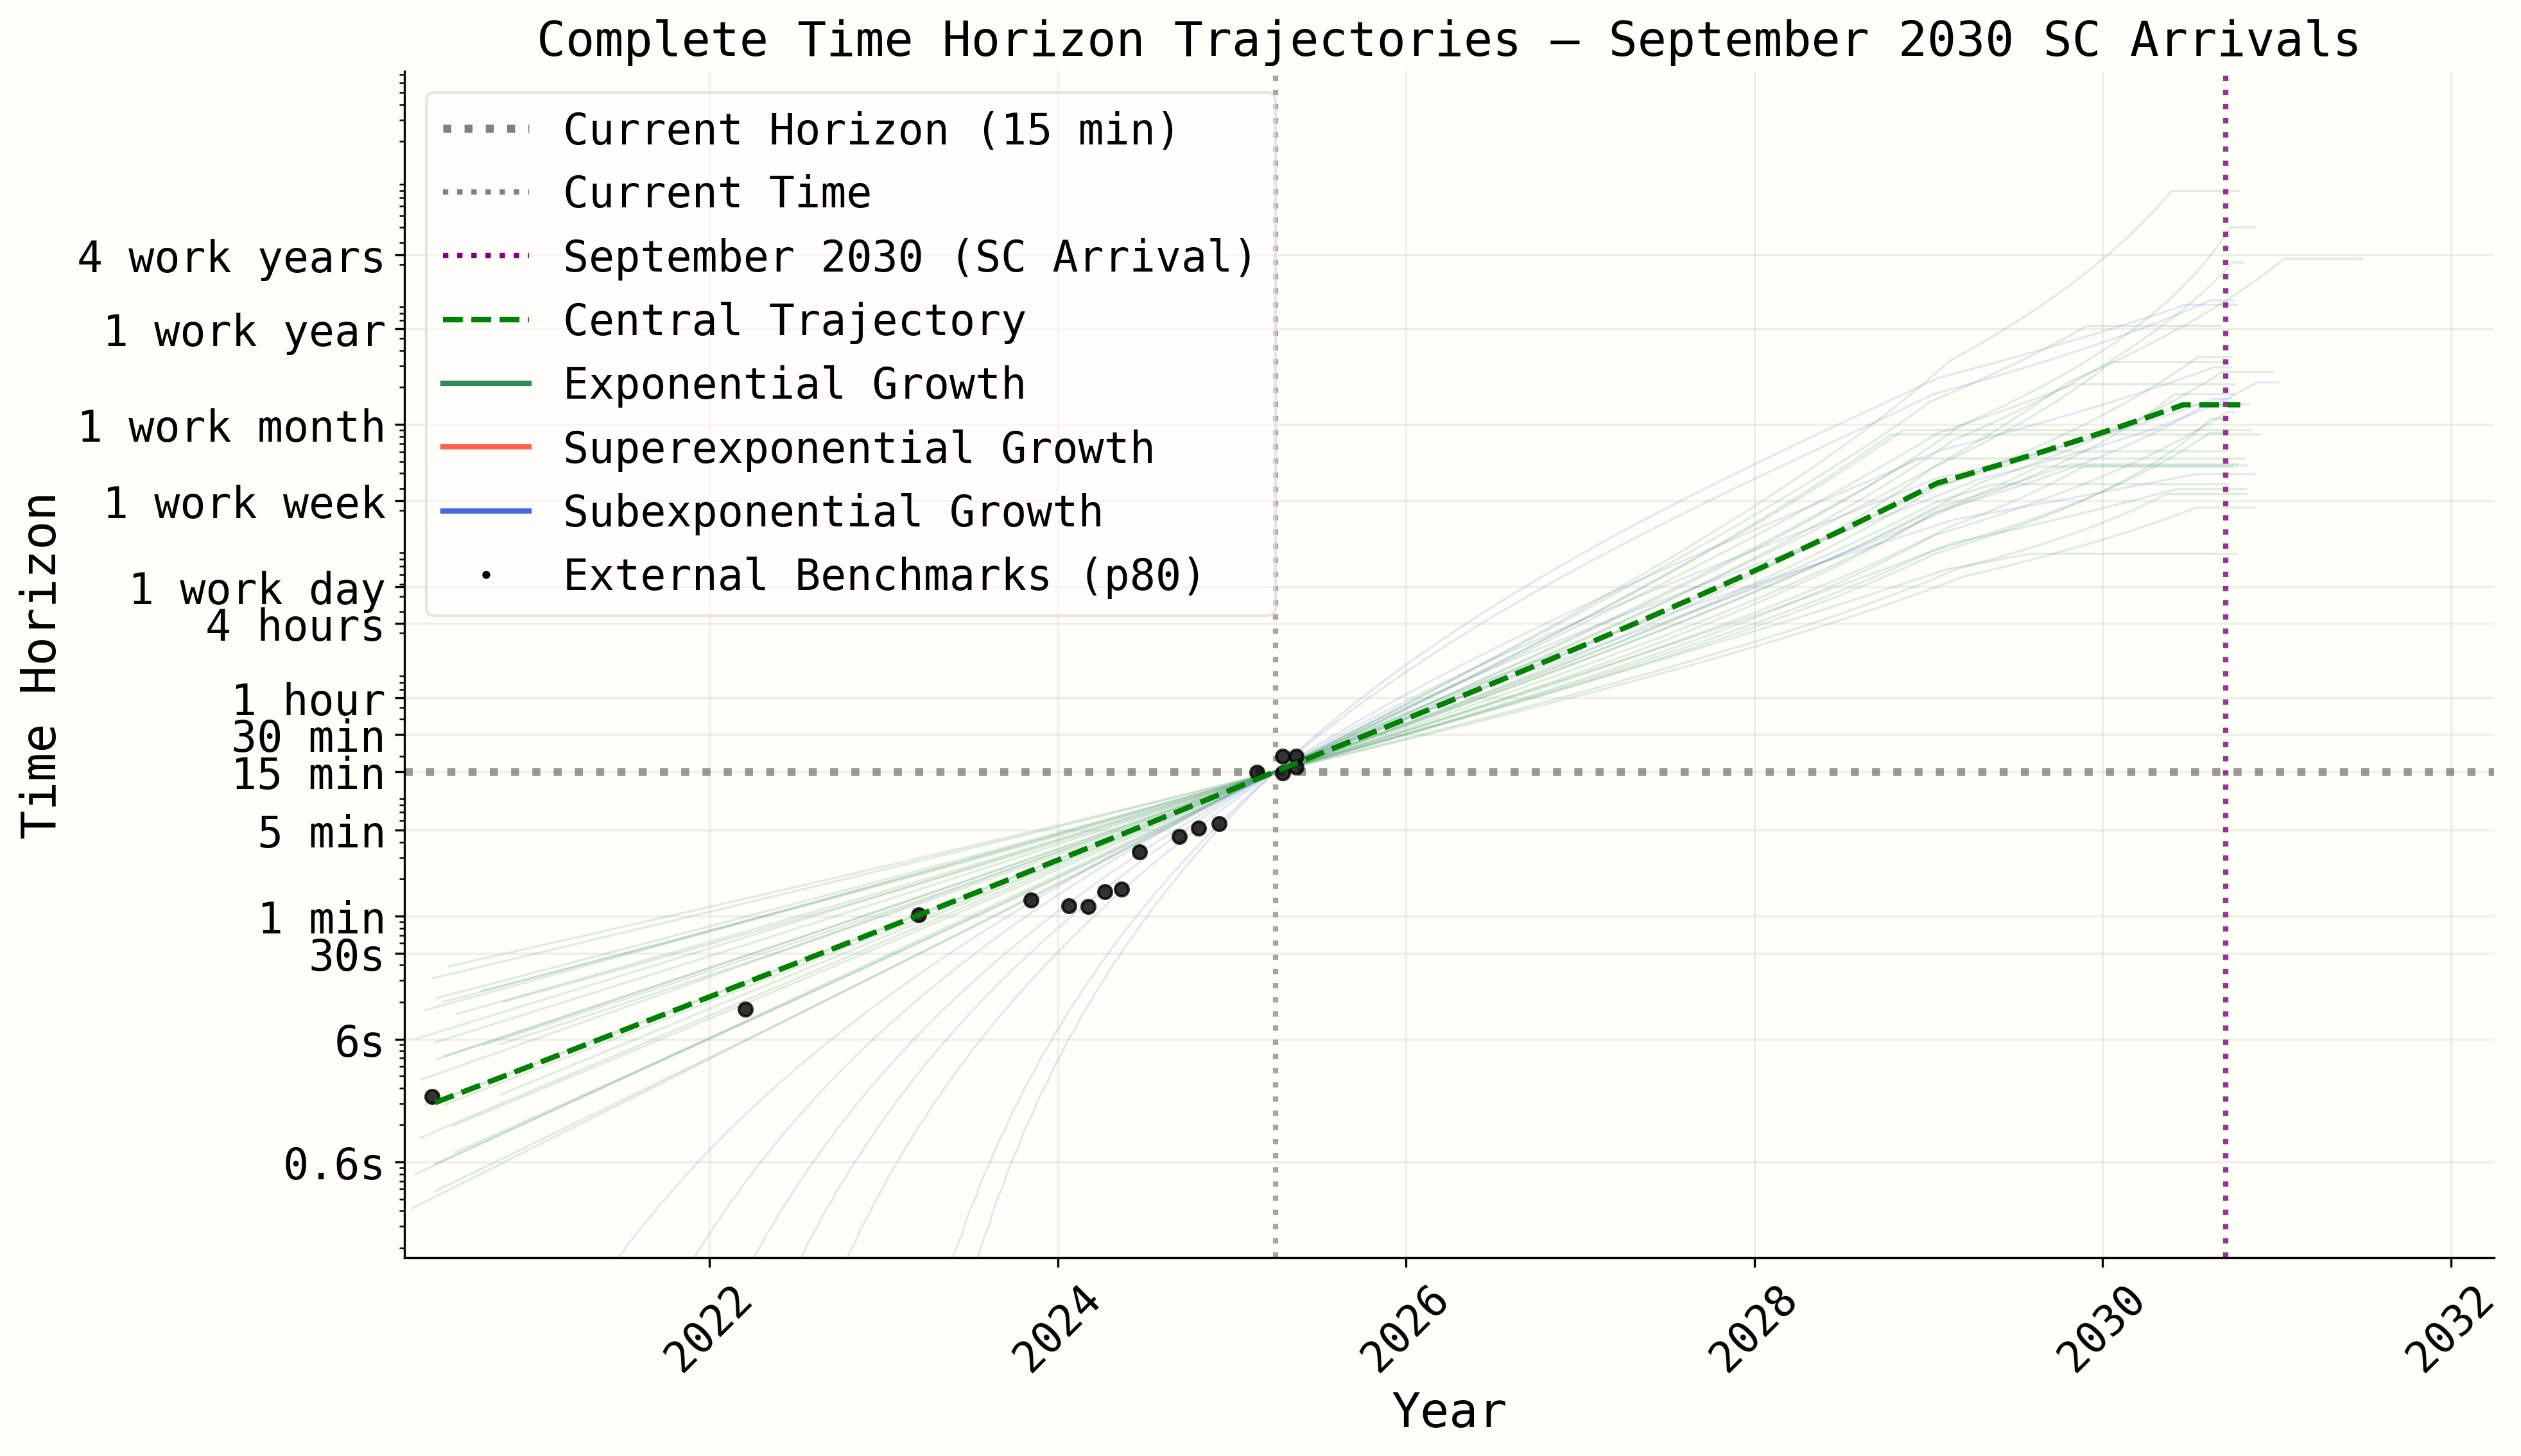 Complete Time Horizon Trajectories — September 2030 SC Arrivals
Current Horizon (15 min)
Current Time
September 2030 (SC Arrival)
Central Trajectory
Exponential Growth
Superexponential Growth
Subexponential Growth
External Benchmarks (p80)
Time Horizon
4 work years
1 work year
1 work month
1 work week
1 work day
4 hours
1 hour
30 min
15 min
5 min
1 min
30s
6s
0.6s
2022
2024
2026
2028
2030
2032
Year